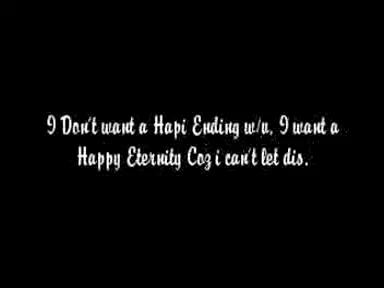 I Don't want a Hapi Ending w/u, I want a
Happy Eternity Coz i can't let dis.